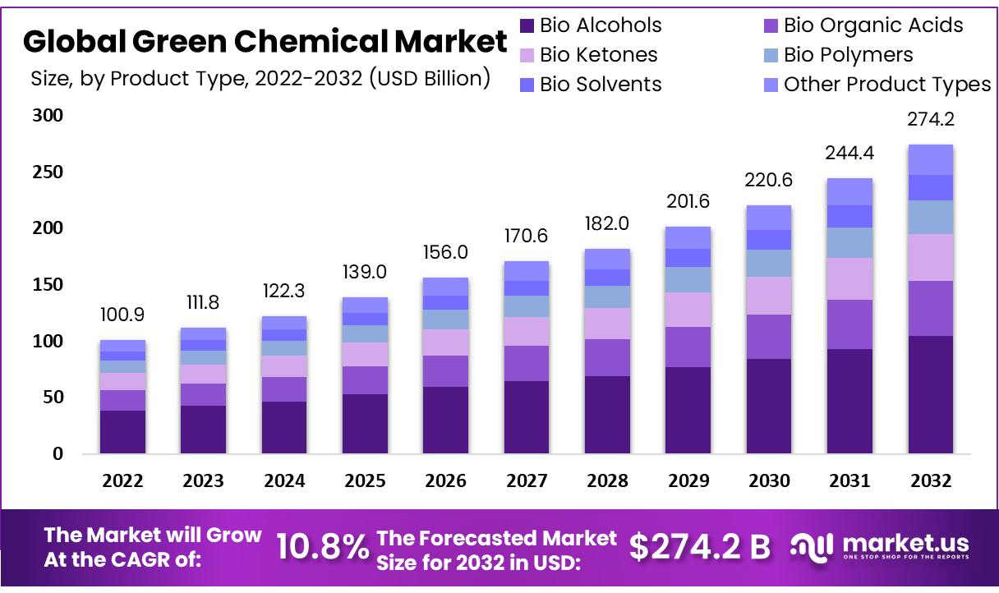 Global Green Chemical Market
Size, by Product Type, 2022-2032 (USD Billion)
Bio Alcohols
Bio Organic Acids
Bio Ketones
Bio Polymers
Bio Solvents
Other Product Types
300
250
200
150
100
50
0
100.9
111.8
122.3
139.0
156.0
170.6
182.0
201.6
220.6
244.4
274.2
2022
2023
2024
2025
2026
2027
2028
2029
2030
2031
2032
The Market will Grow
At the CAGR of:
10.8%
The Forecasted Market
Size for 2032 in USD:
$274.2 B
market.us
ONE STOP SHOP FOR THE REPORTS